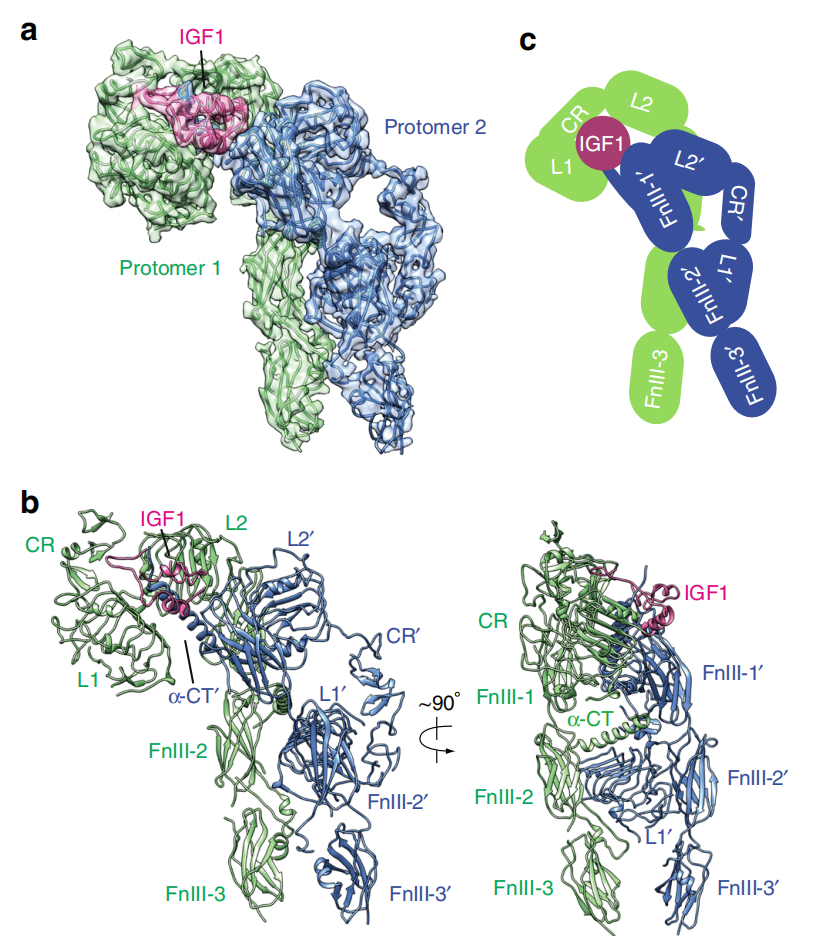 a
IGF1
Protomer 2
Protomer 1
c
L2
CR
IGF1
L1
L2′
FnIII-1′
CR′
L1′
FnIII-2′
FnIII-3
FnIII-3′
b
IGF1
L2
CR
L2′
L1
α-CT′
CR′
L1′
FnIII-2
FnIII-2′
FnIII-3
FnIII-3′
~90°
IGF1
CR
FnIII-1′
FnIII-1
α-CT
FnIII-2
FnIII-2′
L1′
FnIII-3
FnIII-3′